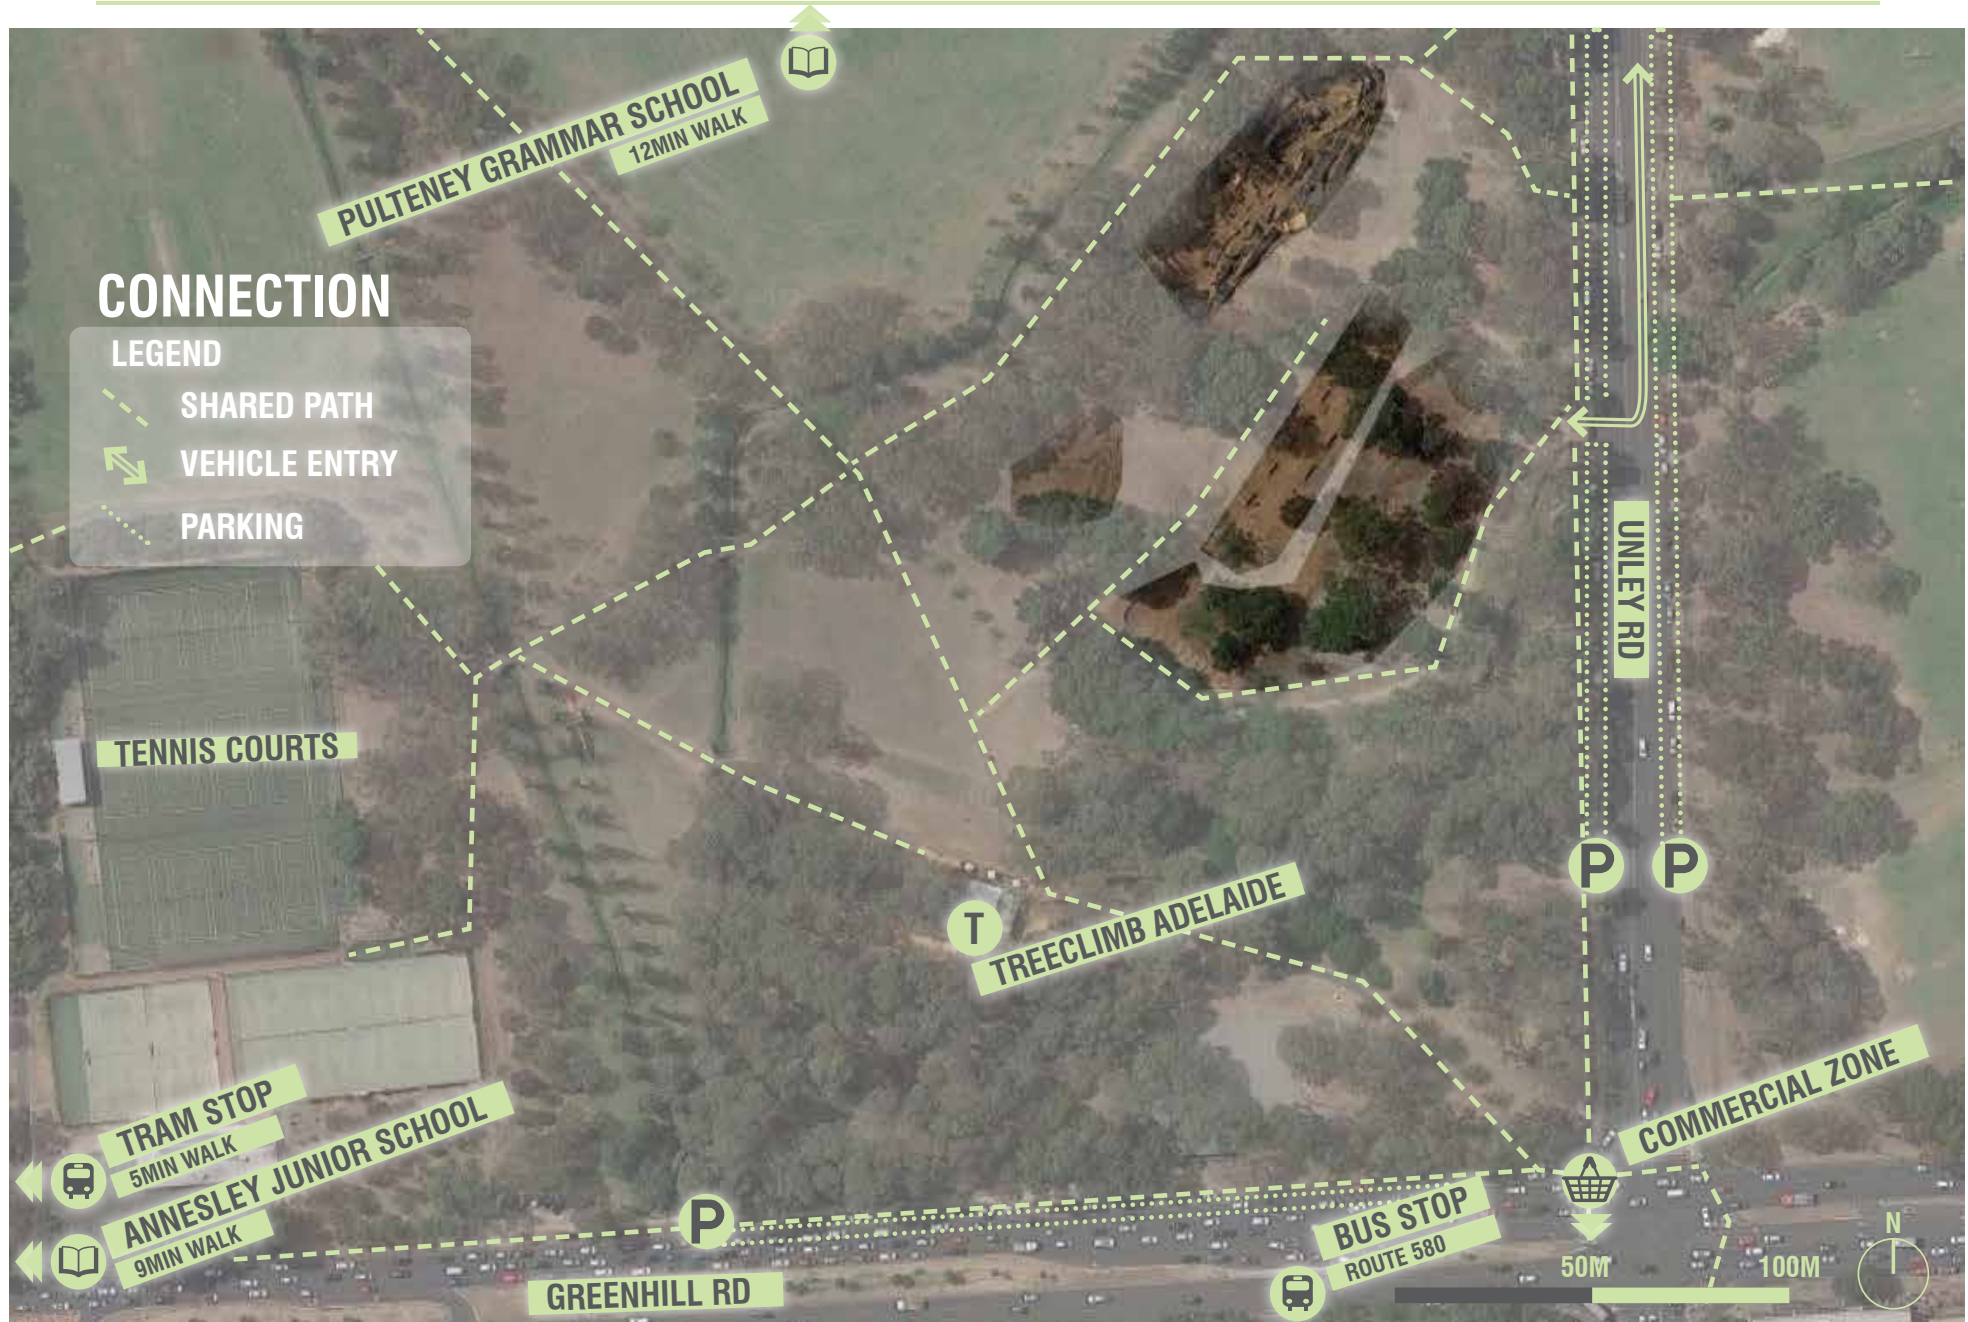 PULTENEY GRAMMAR SCHOOL
12MIN WALK
CONNECTION
LEGEND
SHARED PATH
VEHICLE ENTRY
PARKING
UNLEY RD
TENNIS COURTS
P P
T
TREECLIMB ADELAIDE
COMMERCIAL ZONE
TRAM STOP
5MIN WALK
ANNESLEY JUNIOR SCHOOL
9MIN WALK
P
BUS STOP
ROUTE 580
GREENHILL RD
50M 100M
N